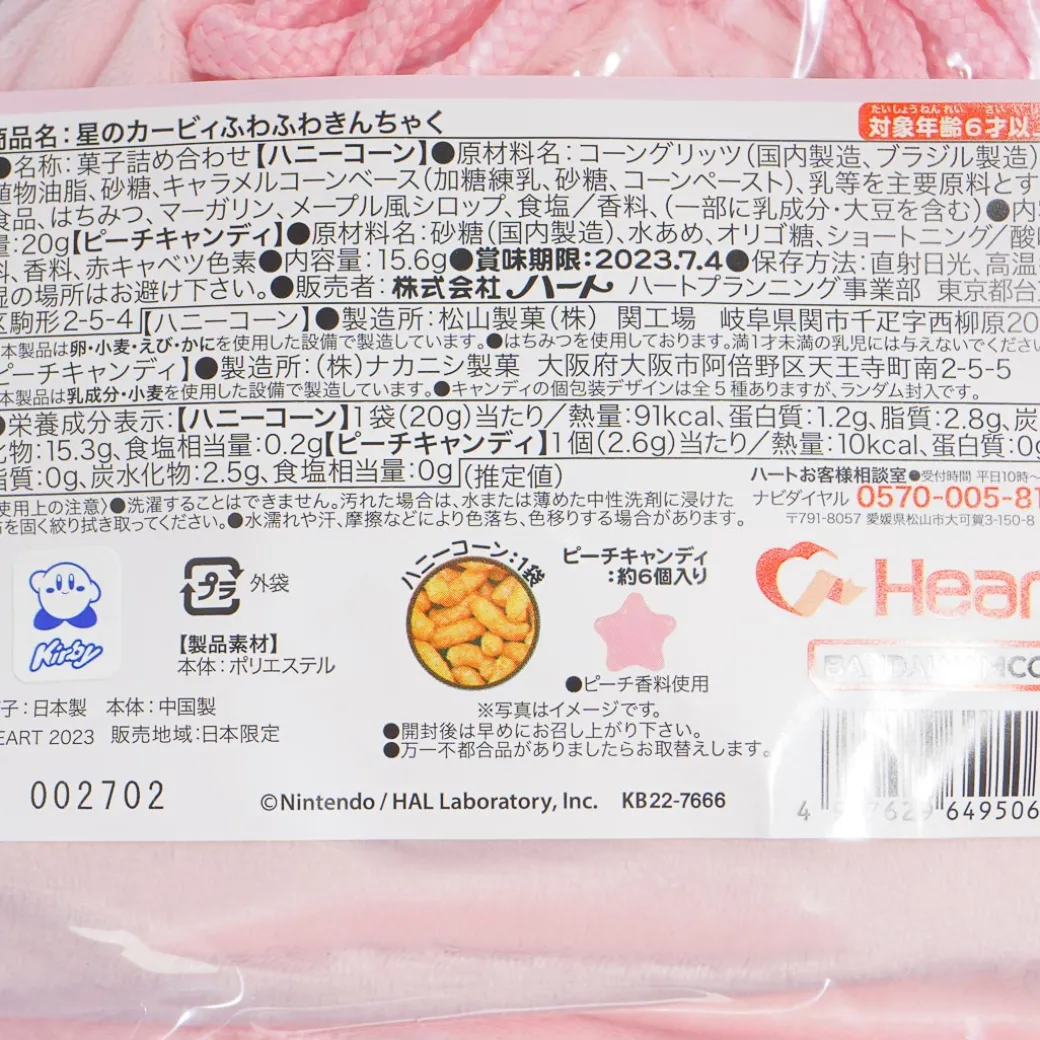 商品名：星のカービィふわふわきんちゃく
たいしょうねんれい さい
対象年齢6才以
●名称：菓子詰め合わせ【ハニーコーン】●原材料名：コーングリッツ（国内製造、ブラジル製造）
植物油脂、砂糖、キャラメルコーンベース（加糖練乳、砂糖、コーンペースト）、乳等を主要原料とす
食品、はちみつ、マーガリン、メープル風シロップ、食塩／香料、（一部に乳成分・大豆を含む）●内
量：20g【ピーチキャンディ】●原材料名：砂糖（国内製造）、水あめ、オリゴ糖、ショートニング／酸
料、香料、赤キャベツ色素●内容量：15.6g●賞味期限：2023.7.4●保存方法：直射日光、高温
湿の場所はお避け下さい。●販売者：株式会社ハート ハートプランニング事業部 東京都台
区駒形2-5-4【ハニーコーン】●製造所：松山製菓（株） 関工場 岐阜県関市千疋字西柳原20
本製品は卵・小麦・えび・かにを使用した設備で製造しています。●はちみつを使用しております。満1才未満の乳児には与えないでくださ
ピーチキャンディ】●製造所：（株）ナカニシ製菓 大阪府大阪市阿倍野区天王寺町南2-5-5
本製品は乳成分・小麦を使用した設備で製造しています。●キャンディの個包装デザインは全5種ありますが、ランダム封入です。
●栄養成分表示：【ハニーコーン】1袋（20g）当たり／熱量：91kcal、蛋白質：1.2g、脂質：2.8g、炭
化物：15.3g、食塩相当量：0.2g【ピーチキャンディ】1個（2.6g）当たり／熱量：10kcal、蛋白質：0g
脂質：0g、炭水化物：2.5g、食塩相当量：0g（推定値）
ハートお客様相談室●受付時間 平日10時〜
ナビダイヤル 0570-005-81
〒791-8057 愛媛県松山市大可賀3-150-8
使用上の注意〉●洗濯することはできません。汚れた場合は、水または薄めた中性洗剤に浸けた
を固く絞り拭き取ってください。●水濡れや汗、摩擦などにより色落ち、色移りする場合があります。
Kirby
プラ 外袋
【製品素材】
本体：ポリエステル
ハニーコーン：1袋
ピーチキャンディ
：約6個入り
●ピーチ香料使用
Hear
BANDAI NAMCO
子：日本製 本体：中国製
EART 2023 販売地域：日本限定
※写真はイメージです。
●開封後は早めにお召し上がり下さい。
●万一不都合品がありましたらお取替えします。
002702
©Nintendo / HAL Laboratory, Inc. KB22-7666
649506